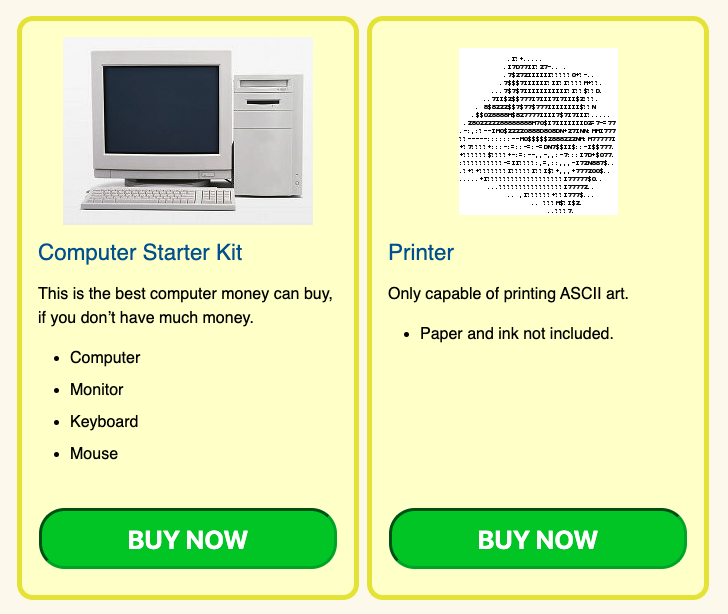 Computer Starter Kit
This is the best computer money can buy,
if you don’t have much money.
• Computer
• Monitor
• Keyboard
• Mouse
BUY NOW
Printer
Only capable of printing ASCII art.
• Paper and ink not included.
BUY NOW